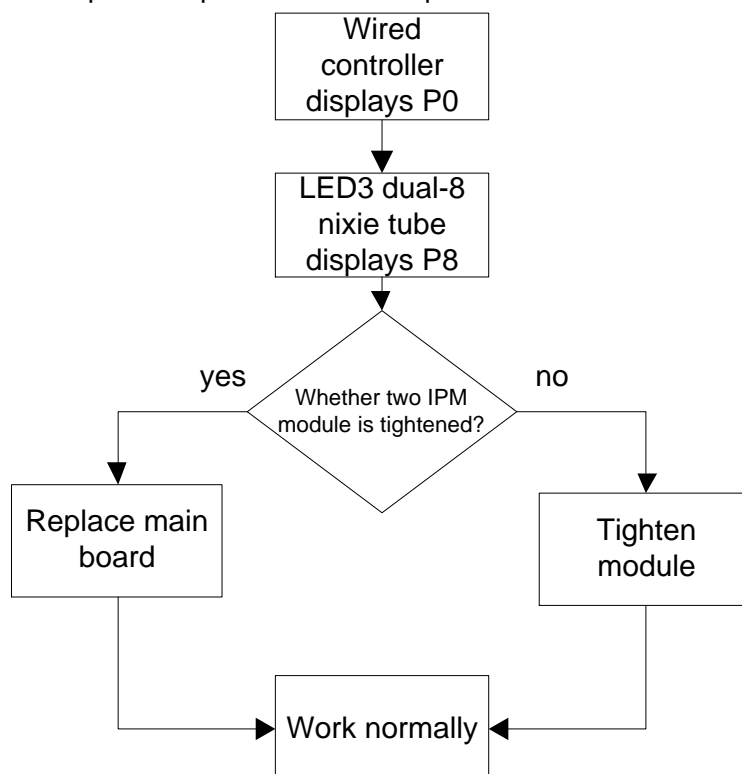 Wired
controller
displays P0
LED3 dual-8
nixie tube
displays P8
yes
no
Whether two IPM
module is tightened?
Replace main
board
Tighten
module
Work normally